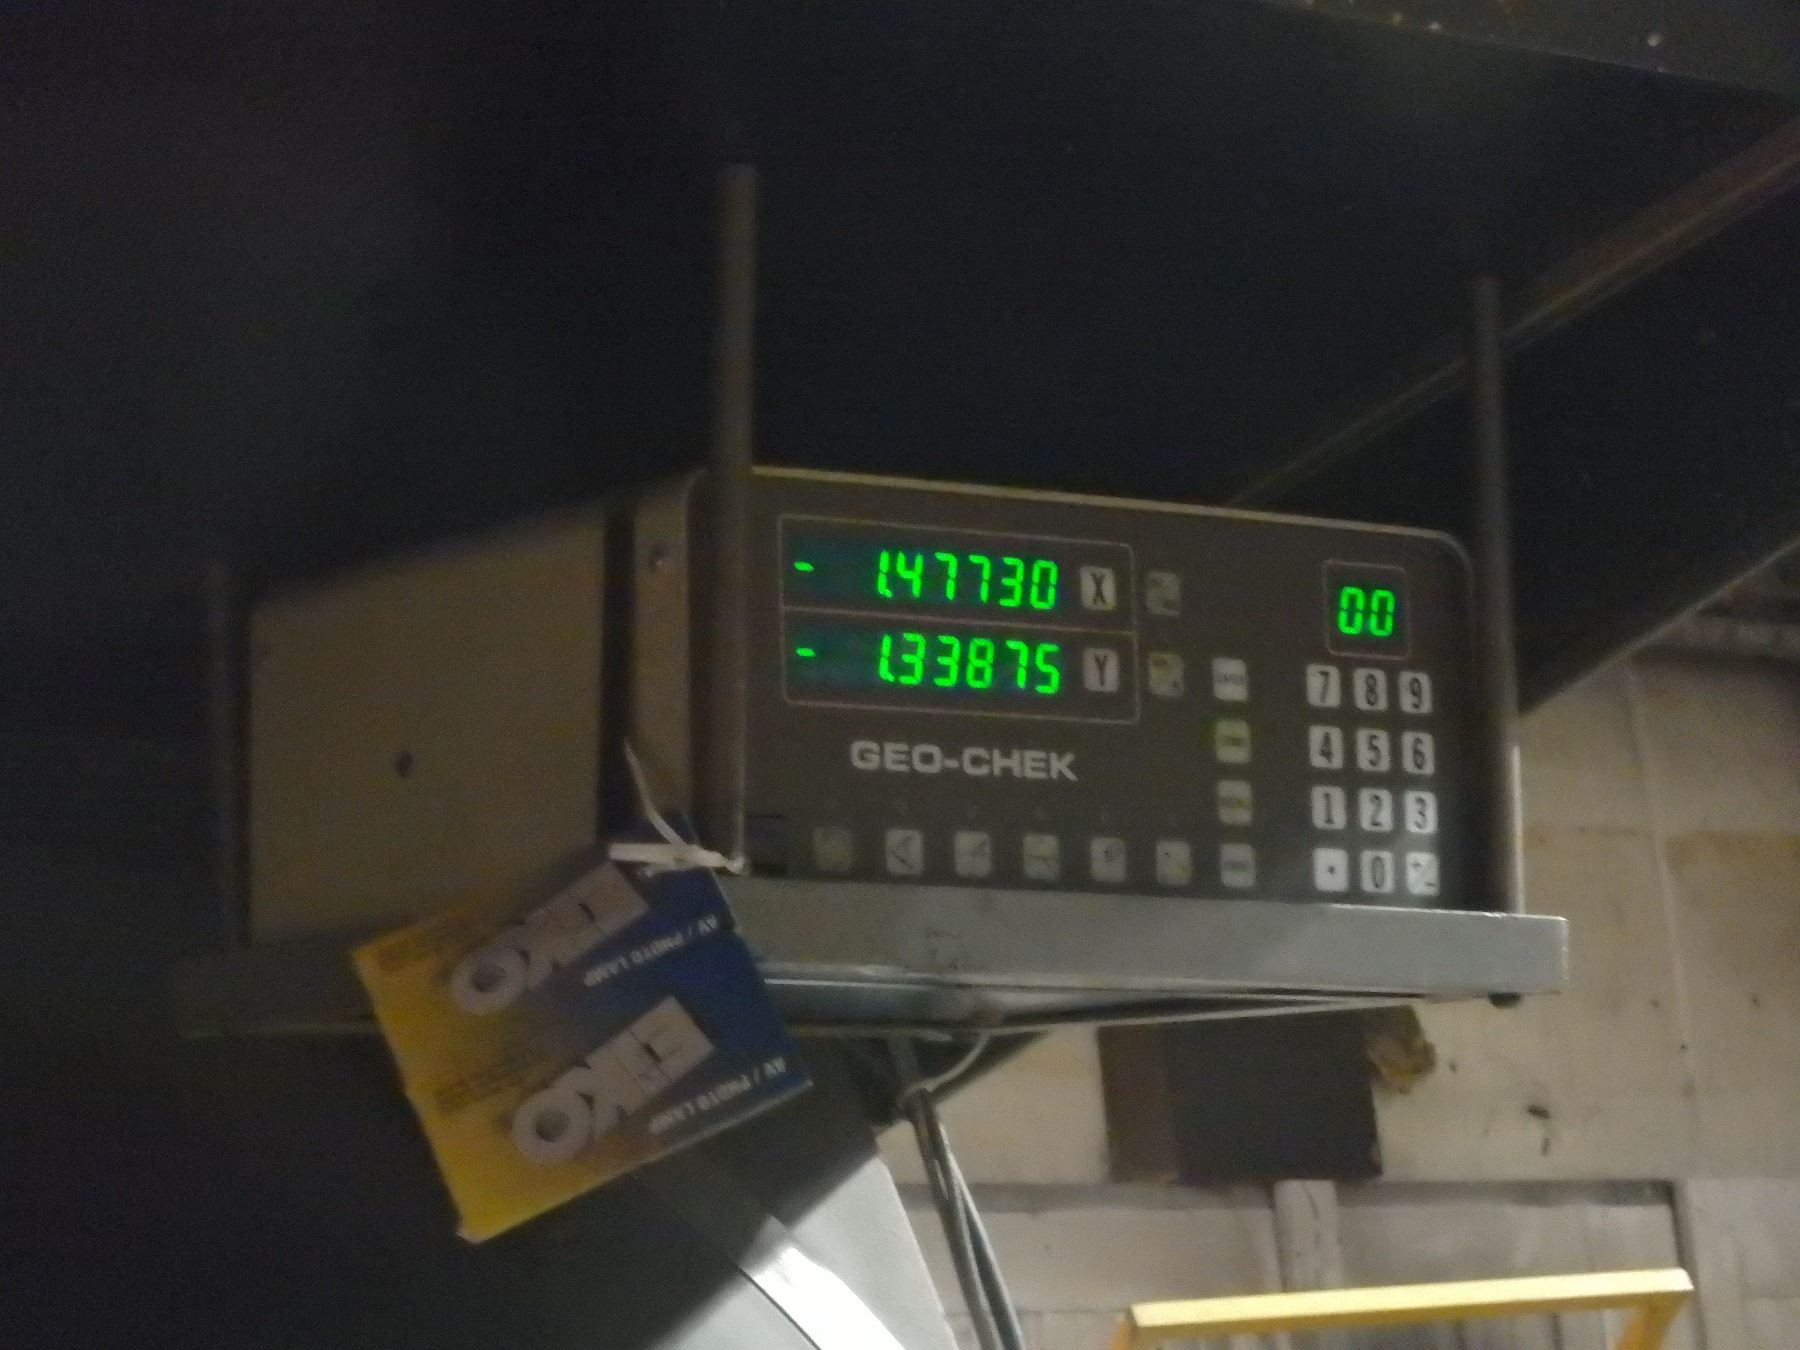 - 1.47730 X
- 1.33875 Y
00
GEO-CHEK
7 8 9
4 5 6
1 2 3
. 0 +/-
EIKO
AV / PHOTO LAMP
EIKO
AV / PHOTO LAMP